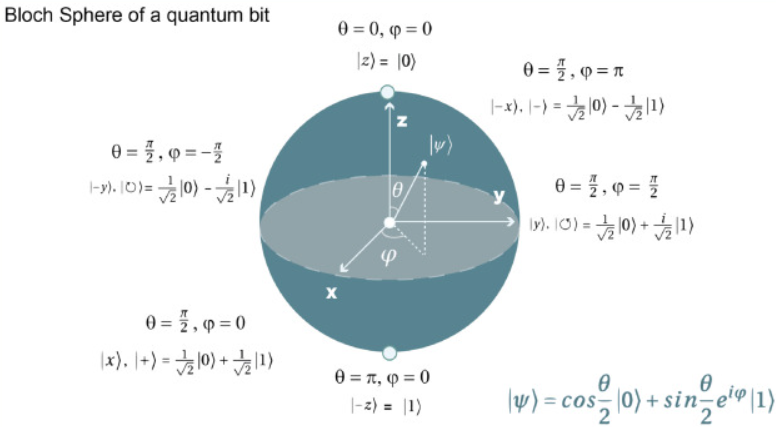 Bloch Sphere of a quantum bit
θ = 0, φ = 0
|z⟩ = |0⟩
θ = π/2, φ = π
|−x⟩, |−⟩ = 1/√2|0⟩ − 1/√2|1⟩
z
|ψ⟩
θ = π/2, φ = −π/2
|−y⟩, |↻⟩ = 1/√2|0⟩ − i/√2|1⟩
θ
y
θ = π/2, φ = π/2
|y⟩, |↺⟩ = 1/√2|0⟩ + i/√2|1⟩
φ
x
θ = π/2, φ = 0
|x⟩, |+⟩ = 1/√2|0⟩ + 1/√2|1⟩
θ = π, φ = 0
|−z⟩ = |1⟩
|ψ⟩ = cos θ/2 |0⟩ + sin θ/2 e^{iφ} |1⟩